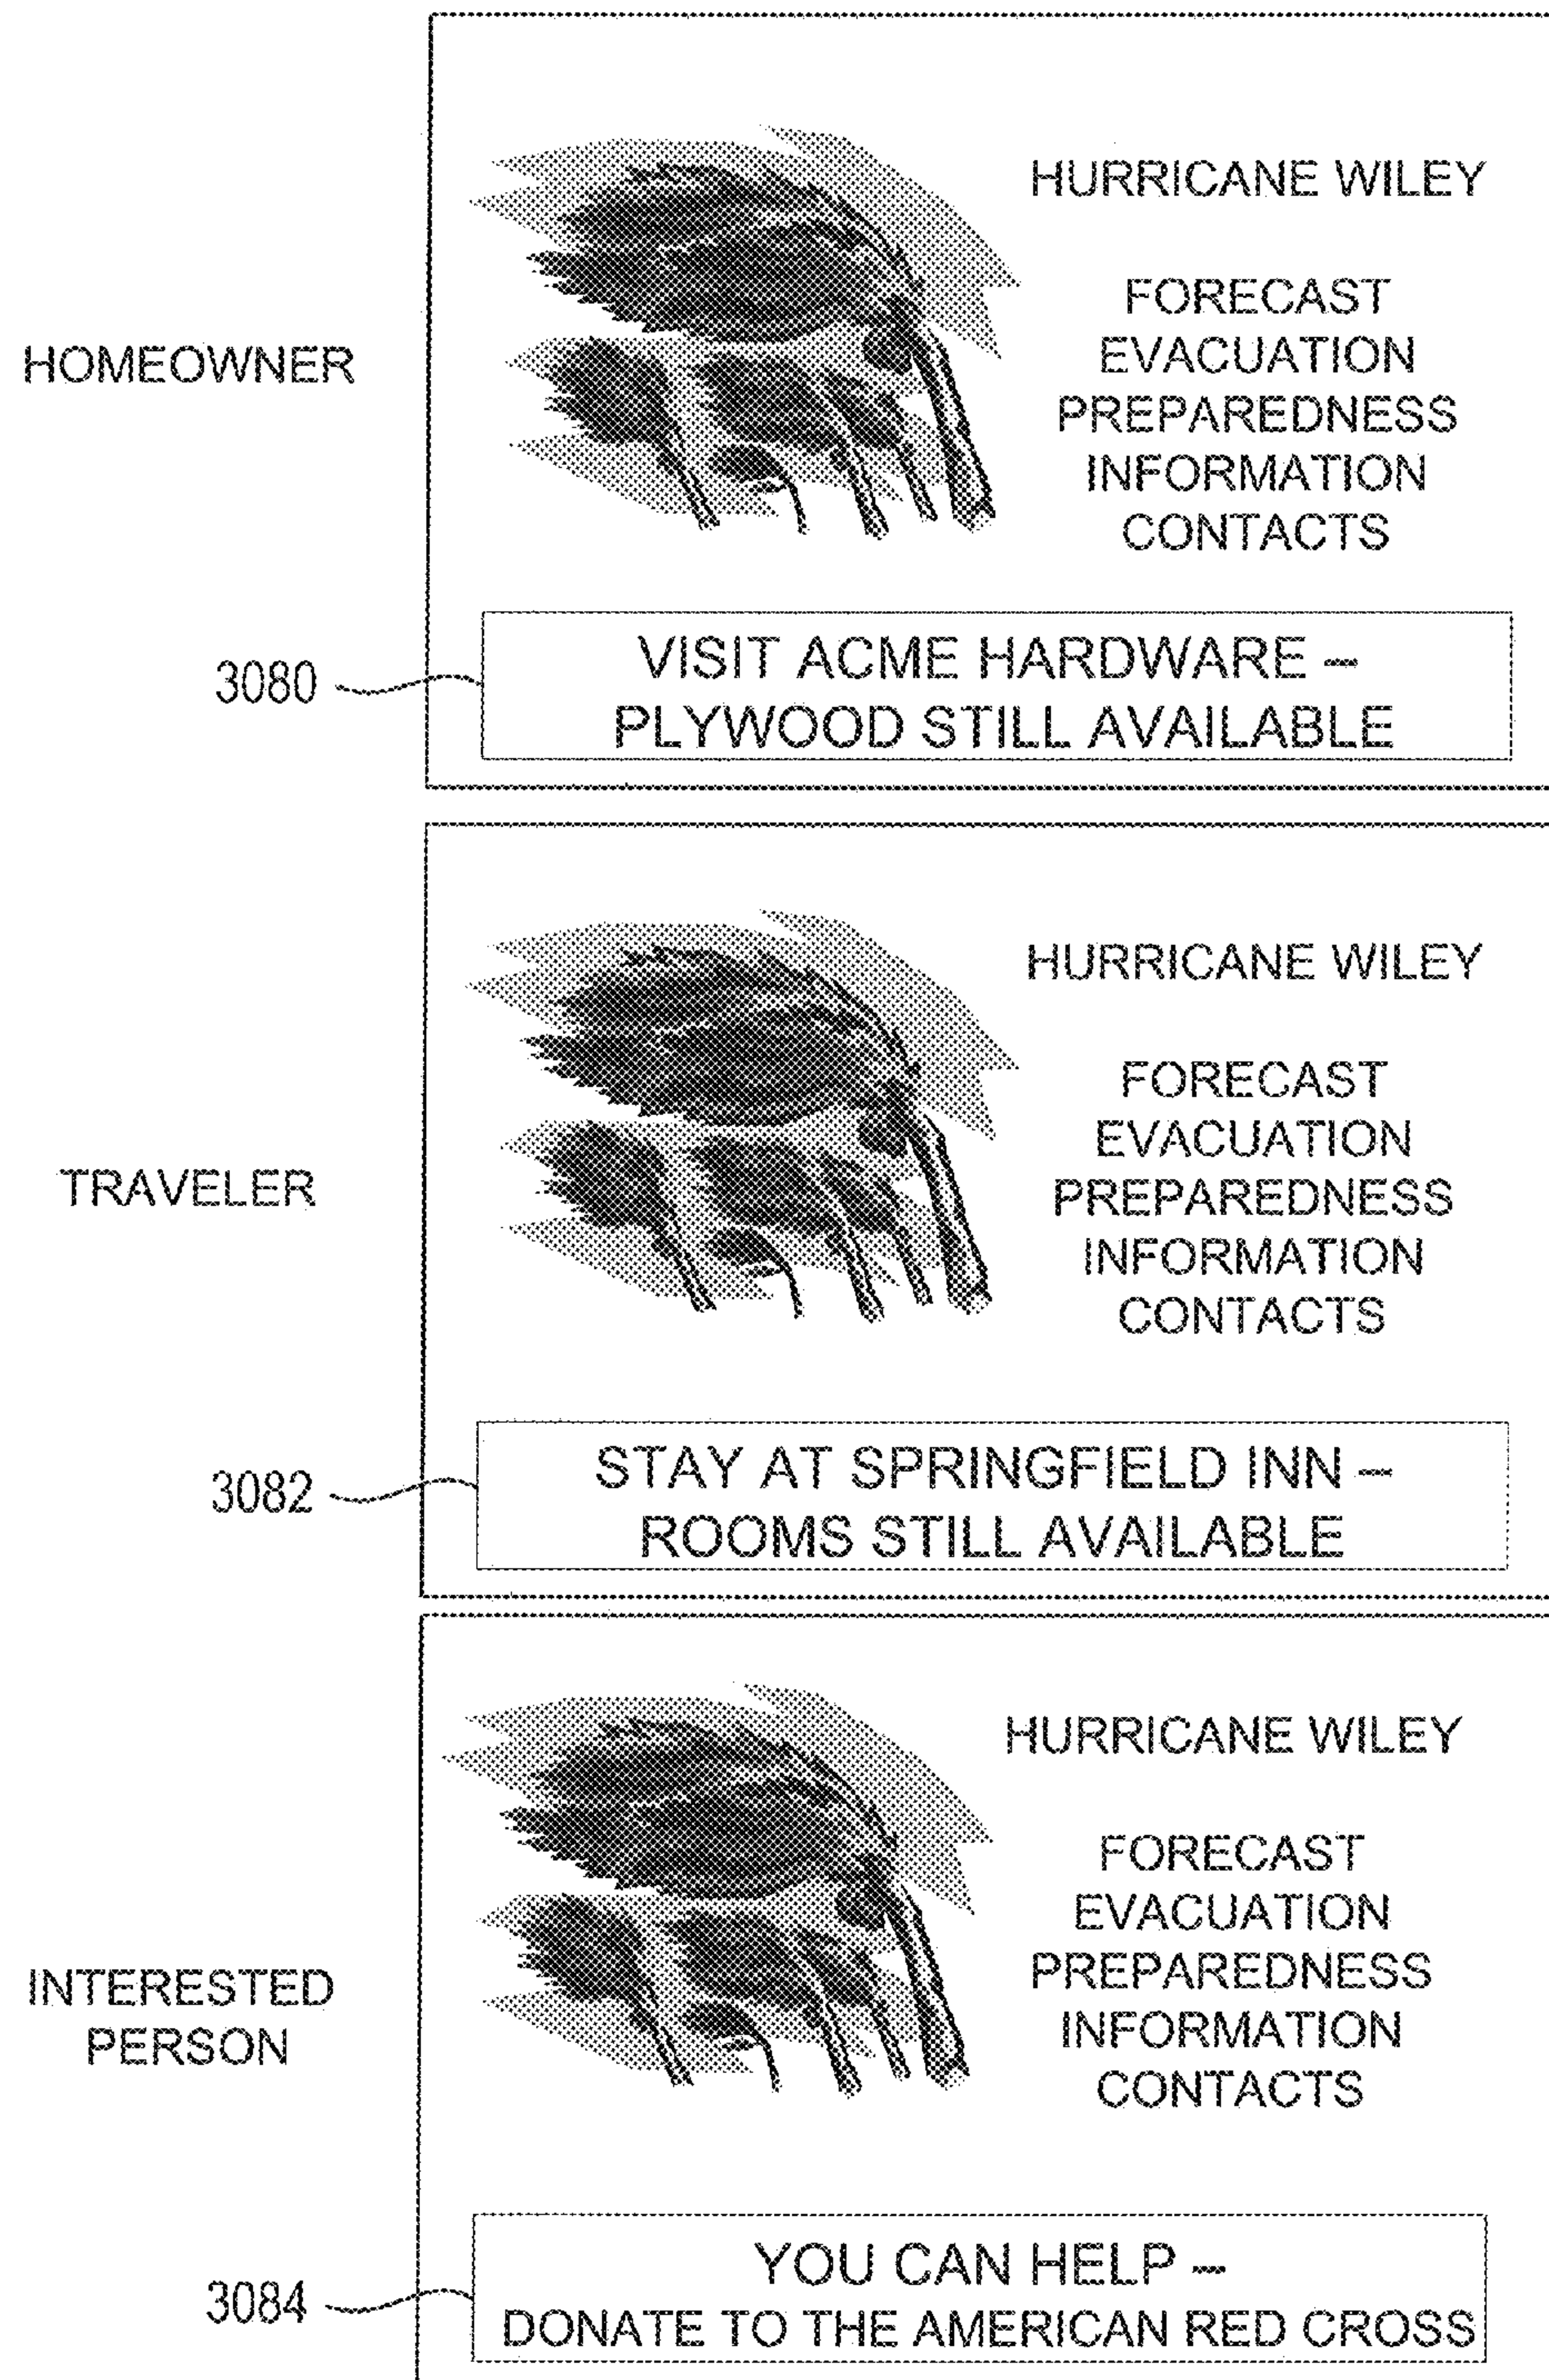 HURRICANE WILEY
FORECAST
HOMEOWNER
EVACUATION
PREPAREDNESS
INFORMATION
CONTACTS
3080
VISIT ACME HARDWARE –
PLYWOOD STILL AVAILABLE
HURRICANE WILEY
FORECAST
EVACUATION
TRAVELER
PREPAREDNESS
INFORMATION
CONTACTS
3082
STAY AT SPRINGFIELD INN –
ROOMS STILL AVAILABLE
HURRICANE WILEY
FORECAST
EVACUATION
PREPAREDNESS
INTERESTED
PERSON
INFORMATION
CONTACTS
3084
YOU CAN HELP –
DONATE TO THE AMERICAN RED CROSS